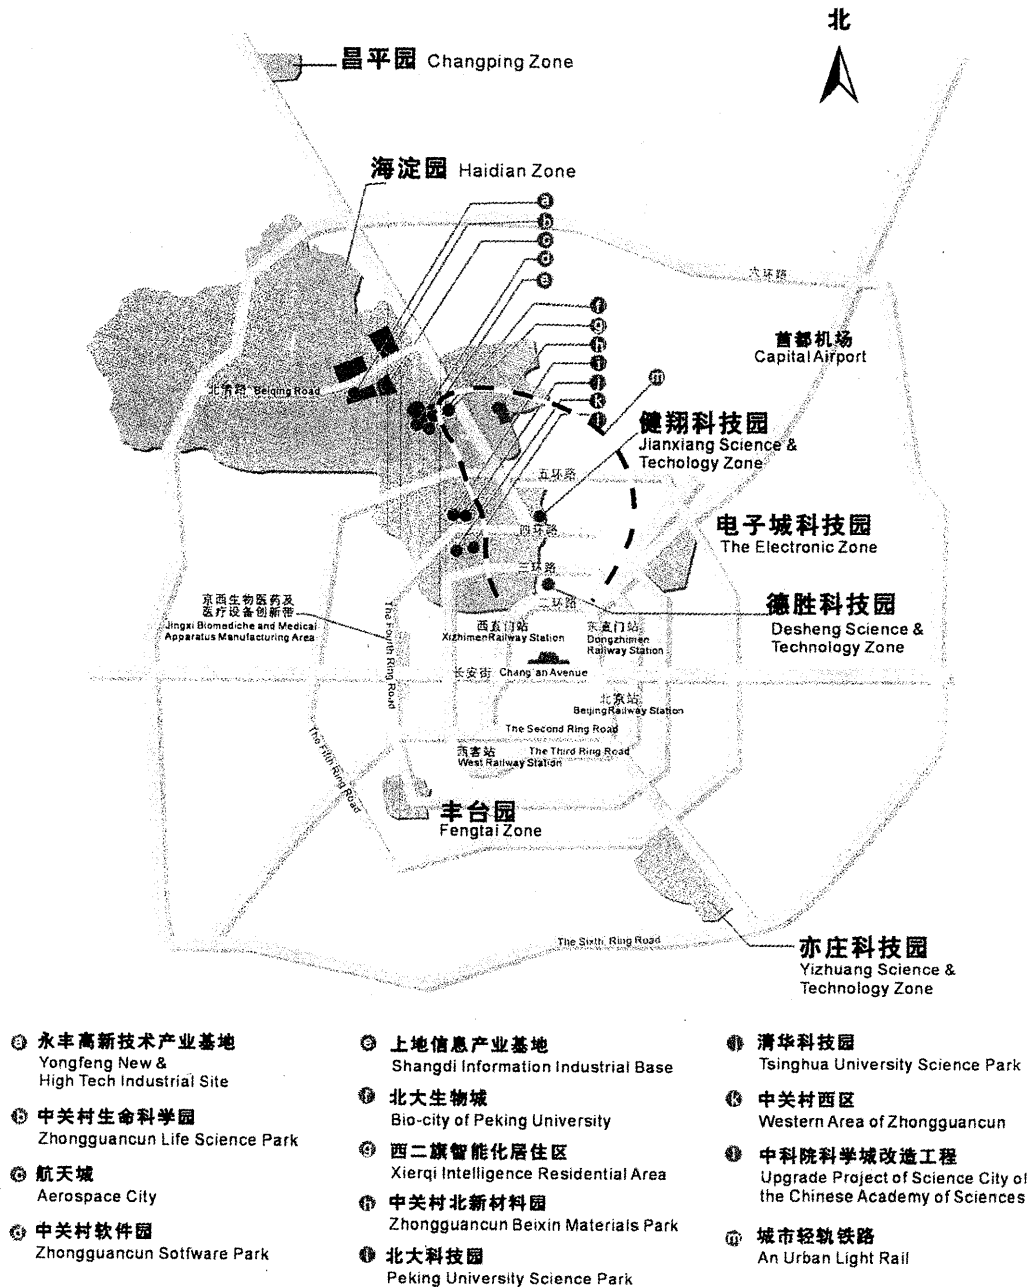 北
昌平园 Changping Zone
海淀园 Haidian Zone
a
b
c
d
e
f
g
h
i
j
k
l
m
六环路
首都机场
Capital Airport
北清路 Beiqing Road
健翔科技园
Jianxiang Science &
Techology Zone
五环路
四环路
电子城科技园
The Electronic Zone
三环路
二环路
德胜科技园
Desheng Science &
Technology Zone
京西生物医药及
医疗设备创新带
Jingxi Biomediche and Medical
Apparatus Manufacturing Area
The Fourth Ring Road
西直门站
Xizhimen Railway Station
东直门站
Dongzhimen
Railway Station
长安街 Chang'an Avenue
北京站
Beijing Railway Station
The Second Ring Road
The Fifth Ring Road
西客站
West Railway Station
The Third Ring Road
丰台园
Fengtai Zone
The Sixth Ring Road
亦庄科技园
Yizhuang Science &
Technology Zone
a 永丰高新技术产业基地
Yongfeng New &
High Tech Industrial Site
b 中关村生命科学园
Zhongguancun Life Science Park
c 航天城
Aerospace City
d 中关村软件园
Zhongguancun Sotfware Park
e 上地信息产业基地
Shangdi Information Industrial Base
f 北大生物城
Bio-city of Peking University
g 西二旗智能化居住区
Xierqi Intelligence Residential Area
h 中关村北新材料园
Zhongguancun Beixin Materials Park
i 北大科技园
Peking University Science Park
j 清华科技园
Tsinghua University Science Park
k 中关村西区
Western Area of Zhongguancun
l 中科院科学城改造工程
Upgrade Project of Science City of
the Chinese Academy of Sciences
m 城市轻轨铁路
An Urban Light Rail